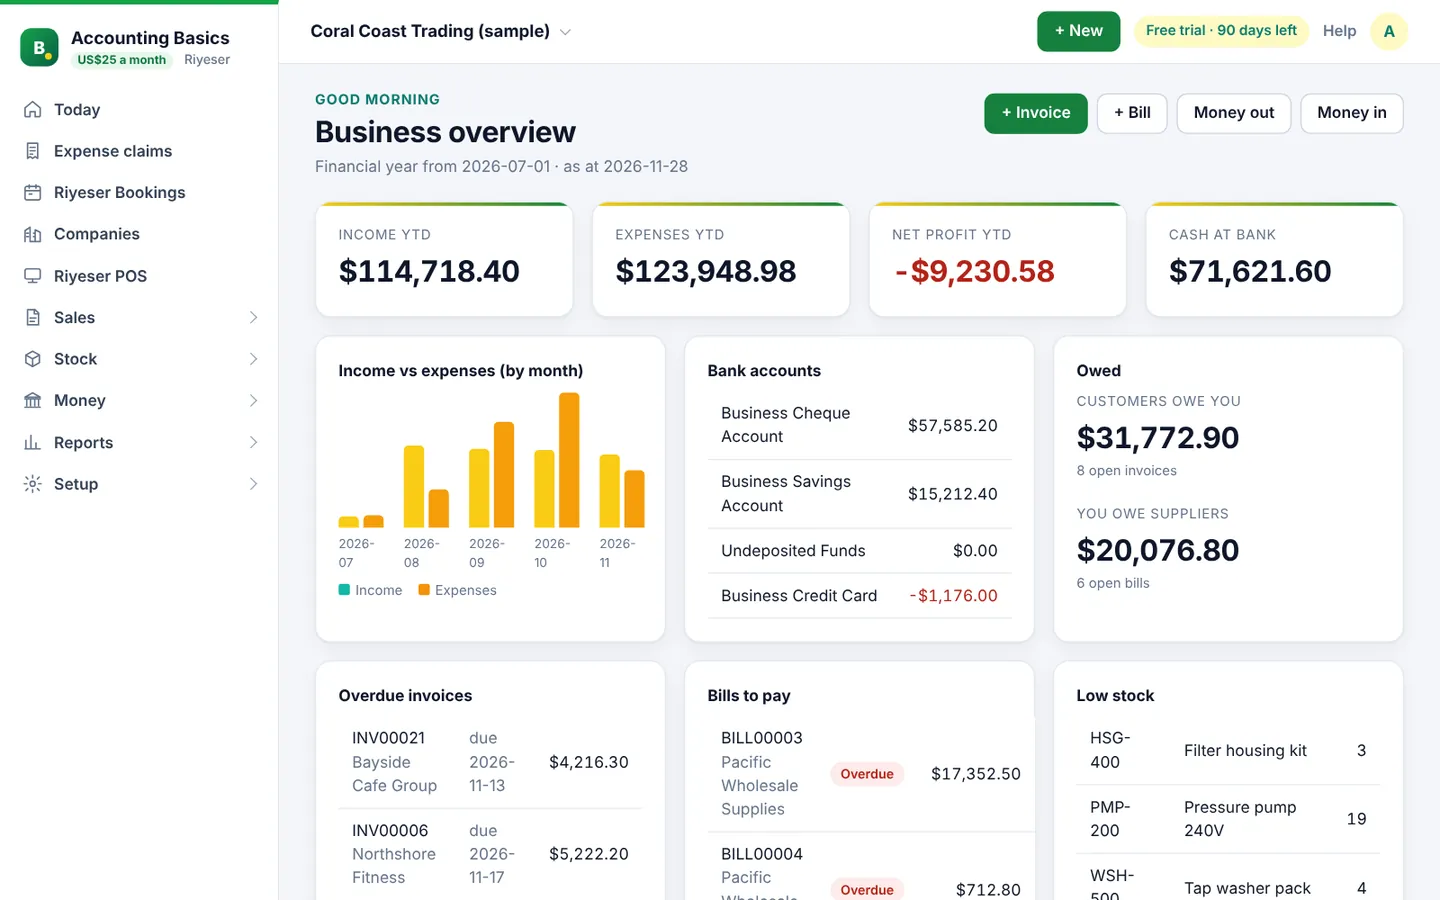 B.
Accounting Basics
US$25 a month
Riyeser
Today
Expense claims
Riyeser Bookings
Companies
Riyeser POS
Sales
Stock
Money
Reports
Setup
Coral Coast Trading (sample)
+ New
Free trial · 90 days left
Help
A
GOOD MORNING
Business overview
Financial year from 2026-07-01 · as at 2026-11-28
+ Invoice
+ Bill
Money out
Money in
INCOME YTD
$114,718.40
EXPENSES YTD
$123,948.98
NET PROFIT YTD
-$9,230.58
CASH AT BANK
$71,621.60
Income vs expenses (by month)
2026-
07
2026-
08
2026-
09
2026-
10
2026-
11
Income
Expenses
Bank accounts
Business Cheque
Account
$57,585.20
Business Savings
Account
$15,212.40
Undeposited Funds
$0.00
Business Credit Card
-$1,176.00
Owed
CUSTOMERS OWE YOU
$31,772.90
8 open invoices
YOU OWE SUPPLIERS
$20,076.80
6 open bills
Overdue invoices
INV00021
Bayside
Cafe Group
due
2026-
11-13
$4,216.30
INV00006
Northshore
Fitness
due
2026-
11-17
$5,222.20
Bills to pay
BILL00003
Pacific
Wholesale
Supplies
Overdue
$17,352.50
BILL00004
Pacific
Wholesale
Overdue
$712.80
Low stock
HSG-
400
Filter housing kit
3
PMP-
200
Pressure pump
240V
19
WSH-
500
Tap washer pack
4